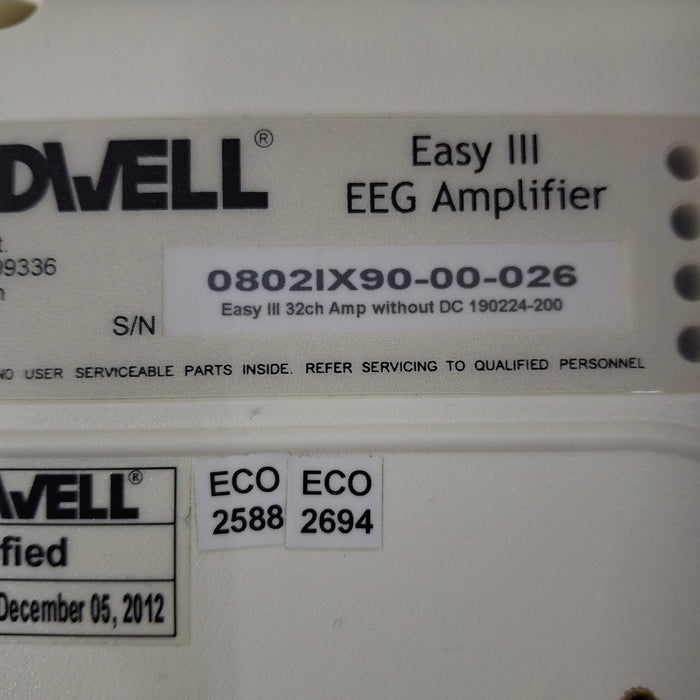 DWELL®
Easy III
EEG Amplifier
t.
99336
n
S/N
0802IX90-00-026
Easy III 32ch Amp without DC 190224-200
NO USER SERVICEABLE PARTS INSIDE. REFER SERVICING TO QUALIFIED PERSONNEL
WELL®
fied
December 05, 2012
ECO
2588
ECO
2694